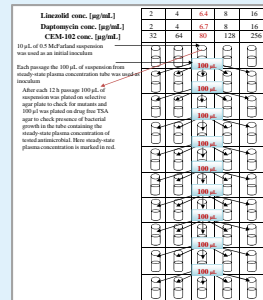 Linezolid conc. [µg/mL] 2 4 6.4 8 16
Daptomycin conc. [µg/mL] 2 4 6.7 8 16
CEM-102 conc. [µg/mL] 32 64 80 128 256
10 µL of 0.5 McFarland suspension
was used as an initial inoculum
Each passage the 100 µL of suspension from
steady-state plasma concentration tube was used as
inoculum
After each 12 h passage 100 µL of
suspension was plated on selective
agar plate to check for mutants and
100 µl was plated on drug free TSA
agar to check presence of bacterial
growth in the tube containing the
steady-state plasma concentration of
tested antimicrobial. Here steady-state
plasma concentration is marked in red.
100 µL
100 µL
100 µL
100 µL
100 µL
100 µL
100 µL
100 µL
100 µL